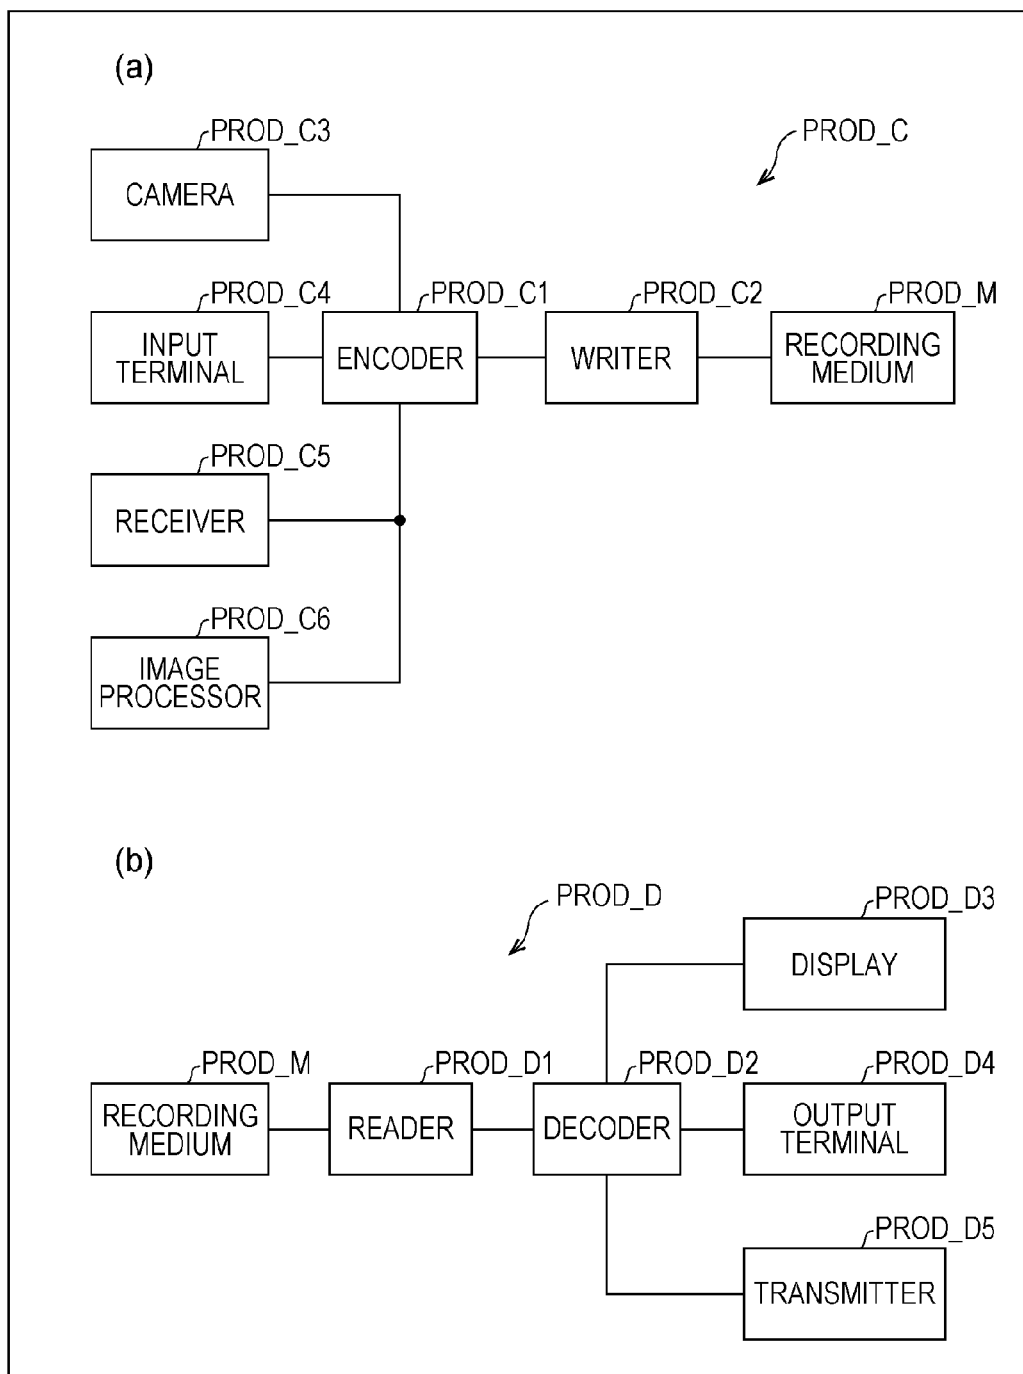 (a)
PROD_C3
PROD_C
CAMERA
PROD_C4
PROD_C1
PROD_C2
PROD_M
INPUT
TERMINAL
ENCODER
WRITER
RECORDING
MEDIUM
PROD_C5
RECEIVER
PROD_C6
IMAGE
PROCESSOR
(b)
PROD_D
PROD_D3
DISPLAY
PROD_M
PROD_D1
PROD_D2
PROD_D4
RECORDING
MEDIUM
READER
DECODER
OUTPUT
TERMINAL
PROD_D5
TRANSMITTER